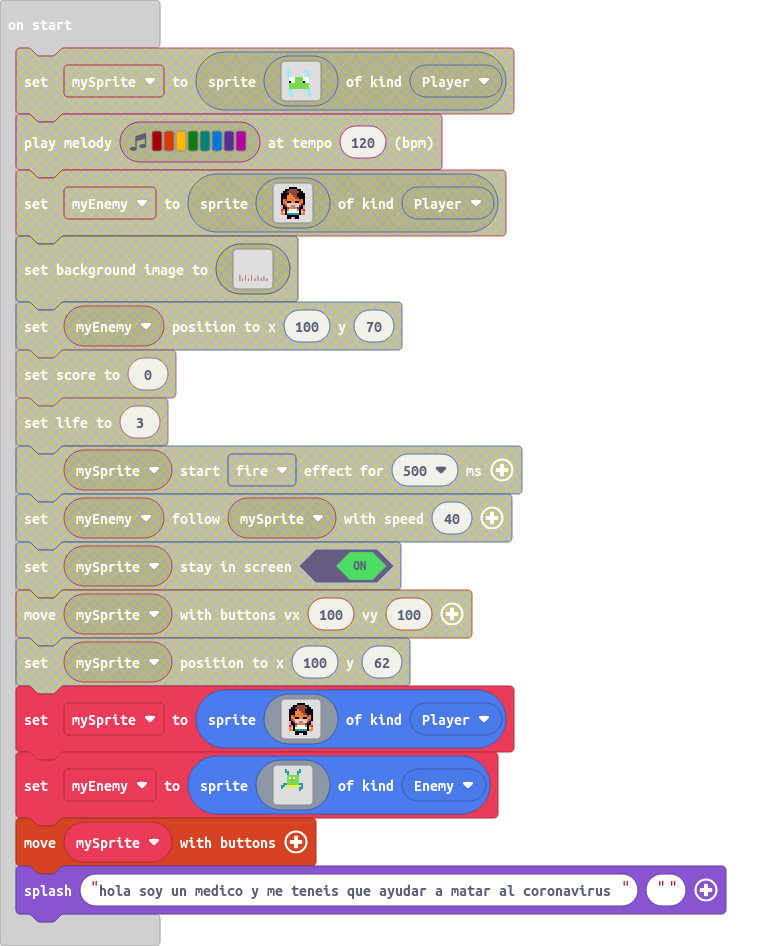 on start
set mySprite to sprite of kind Player
play melody at tempo 120 (bpm)
set myEnemy to sprite of kind Player
set background image to
set myEnemy position to x 100 y 70
set score to 0
set life to 3
mySprite start fire effect for 500 ms
set myEnemy follow mySprite with speed 40
set mySprite stay in screen ON
move mySprite with buttons vx 100 vy 100
set mySprite position to x 100 y 62
set mySprite to sprite of kind Player
set myEnemy to sprite of kind Enemy
move mySprite with buttons
splash "hola soy un medico y me teneis que ayudar a matar al coronavirus " " "